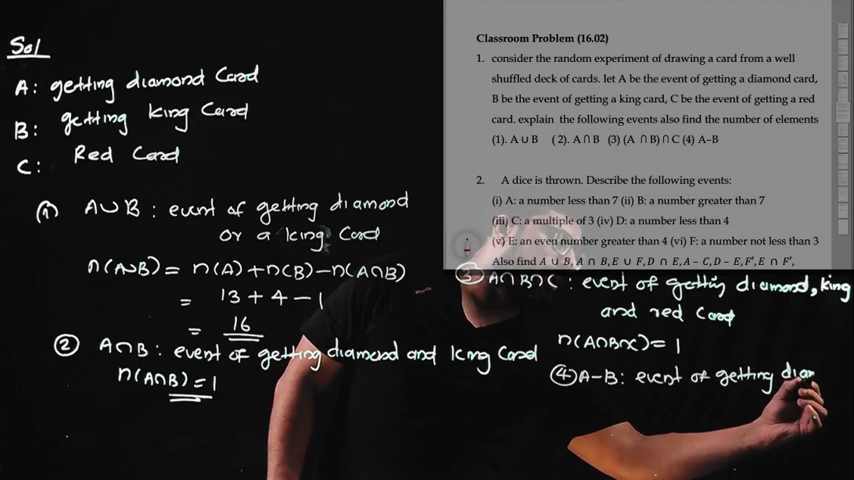 Sol
A: getting diamond Card
B: getting king Card
C: Red Card
(1) A∪B : event of getting diamond
or a king Card
n(A∪B) = n(A) + n(B) - n(A∩B)
= 13 + 4 - 1
= 16
② A∩B : event of getting diamond and king Card
n(A∩B) = 1
Classroom Problem (16.02)
1. consider the random experiment of drawing a card from a well
shuffled deck of cards. let A be the event of getting a diamond card,
B be the event of getting a king card, C be the event of getting a red
card. explain the following events also find the number of elements
(1). A ∪ B (2). A ∩ B (3) (A ∩ B) ∩ C (4) A–B
2. A dice is thrown. Describe the following events:
(i) A: a number less than 7 (ii) B: a number greater than 7
(iii) C: a multiple of 3 (iv) D: a number less than 4
(v) E: an even number greater than 4 (vi) F: a number not less than 3
Also find A ∪ B, A ∩ B, E ∪ F, D ∩ E, A − C, D − E, F′, E ∩ F′,
③ A∩B∩C : event of getting diamond, king
and red Card
n(A∩B∩C) = 1
④ A-B: event of getting diam